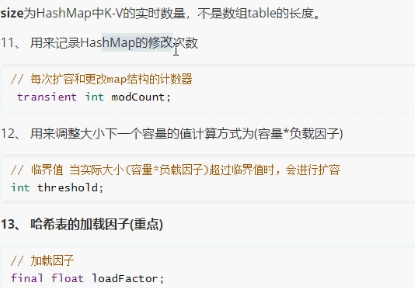 size为HashMap中K-V的实时数量，不是数组table的长度。
11、 用来记录HashMap的修改次数
// 每次扩容和更改map结构的计数器
transient int modCount;
12、 用来调整大小下一个容量的值计算方式为(容量*负载因子)
// 临界值 当实际大小(容量*负载因子)超过临界值时，会进行扩容
int threshold;
13、 哈希表的加载因子(重点)
// 加载因子
final float loadFactor;